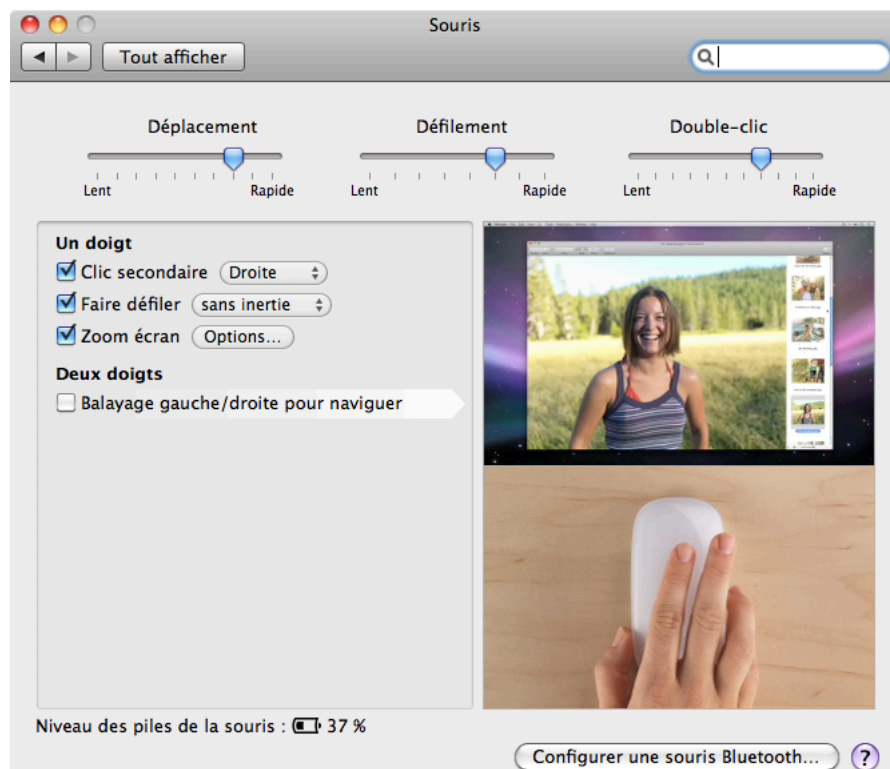 Souris
Tout afficher
Déplacement
Défilement
Double-clic
Lent
Rapide
Lent
Rapide
Lent
Rapide
Un doigt
Clic secondaire Droite
Faire défiler sans inertie
Zoom écran Options...
Deux doigts
Balayage gauche/droite pour naviguer
Niveau des piles de la souris : 37 %
Configurer une souris Bluetooth... ?